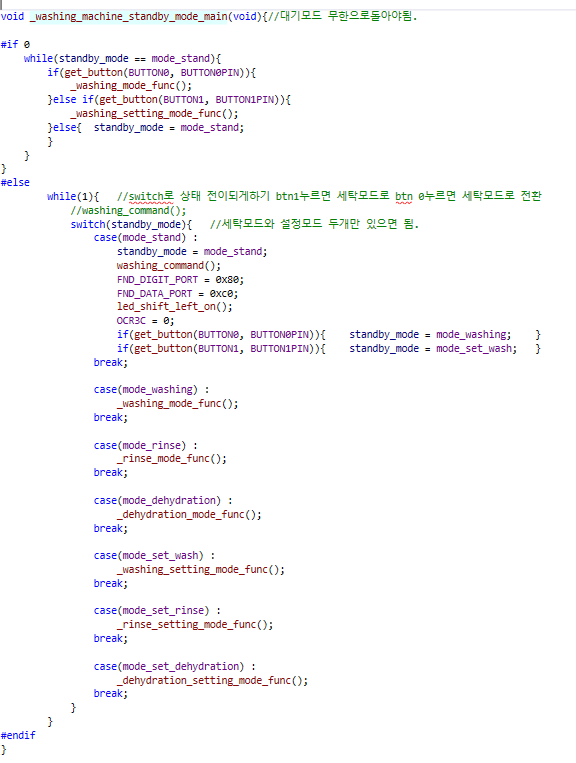 void _washing_machine_standby_mode_main(void){//대기모드 무한으로돌아야됨.
#if 0
while(standby_mode == mode_stand){
if(get_button(BUTTON0, BUTTON0PIN)){
_washing_mode_func();
}else if(get_button(BUTTON1, BUTTON1PIN)){
_washing_setting_mode_func();
}else{ standby_mode = mode_stand;
}
}
}
#else
while(1){ //switch로 상태 전이되게하기 btn1누르면 세탁모드로 btn 0누르면 세탁모드로 전환
//washing_command();
switch(standby_mode){ //세탁모드와 설정모드 두개만 있으면 됨.
case(mode_stand) :
standby_mode = mode_stand;
washing_command();
FND_DIGIT_PORT = 0x80;
FND_DATA_PORT = 0xc0;
led_shift_left_on();
OCR3C = 0;
if(get_button(BUTTON0, BUTTON0PIN)){ standby_mode = mode_washing; }
if(get_button(BUTTON1, BUTTON1PIN)){ standby_mode = mode_set_wash; }
break;
case(mode_washing) :
_washing_mode_func();
break;
case(mode_rinse) :
_rinse_mode_func();
break;
case(mode_dehydration) :
_dehydration_mode_func();
break;
case(mode_set_wash) :
_washing_setting_mode_func();
break;
case(mode_set_rinse) :
_rinse_setting_mode_func();
break;
case(mode_set_dehydration) :
_dehydration_setting_mode_func();
break;
}
}
#endif
}